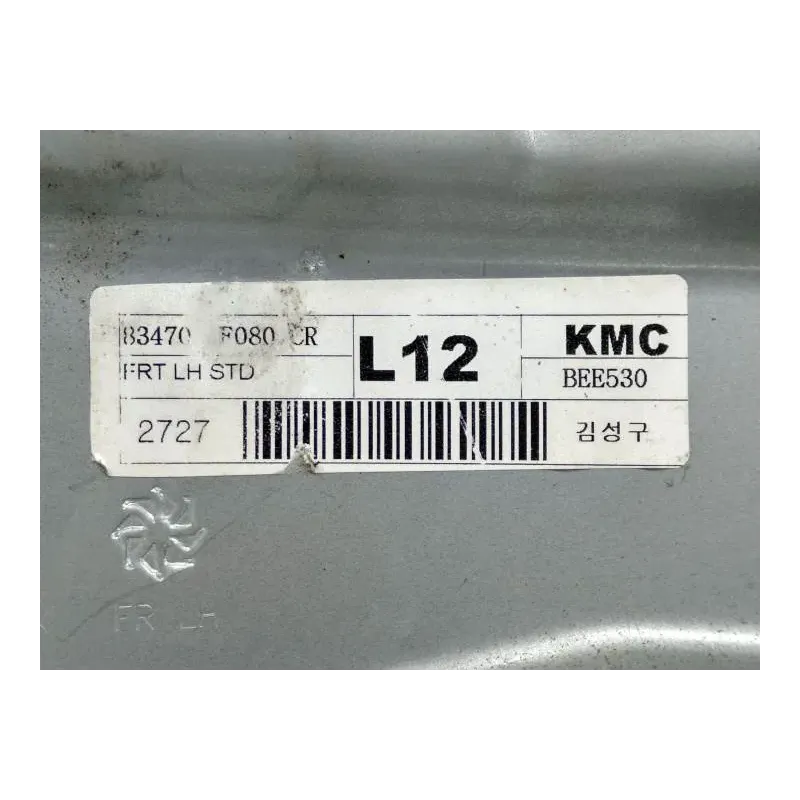 83470 F080 CR
FRT LH STD
L12
KMC
BEE530
2727
김성구
FR LH